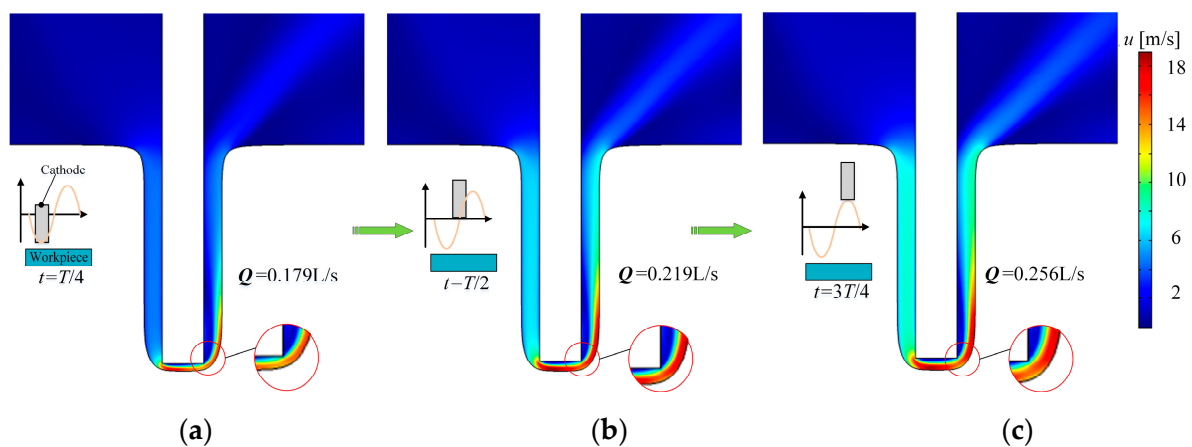 u [m/s]
18
14
10
6
2
Cathode
Workpiece
t=T/4
Q=0.179L/s
t−T/2
Q=0.219L/s
t=3T/4
Q=0.256L/s
(a)
(b)
(c)